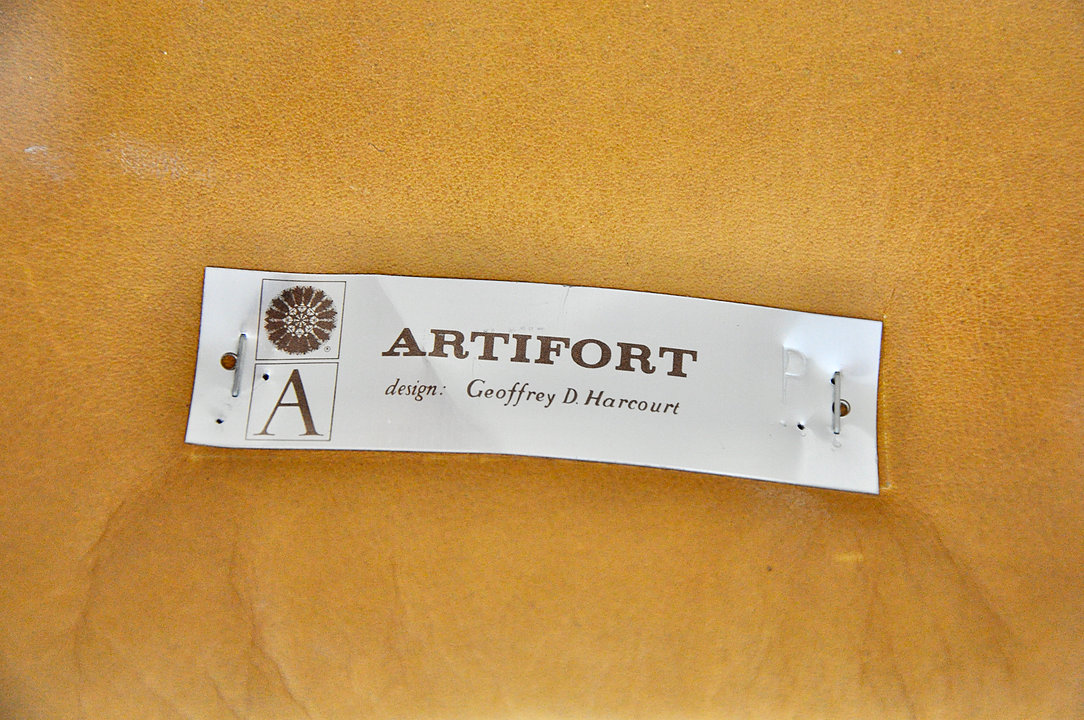 ARTIFORT
design: Geoffrey D. Harcourt
®
A